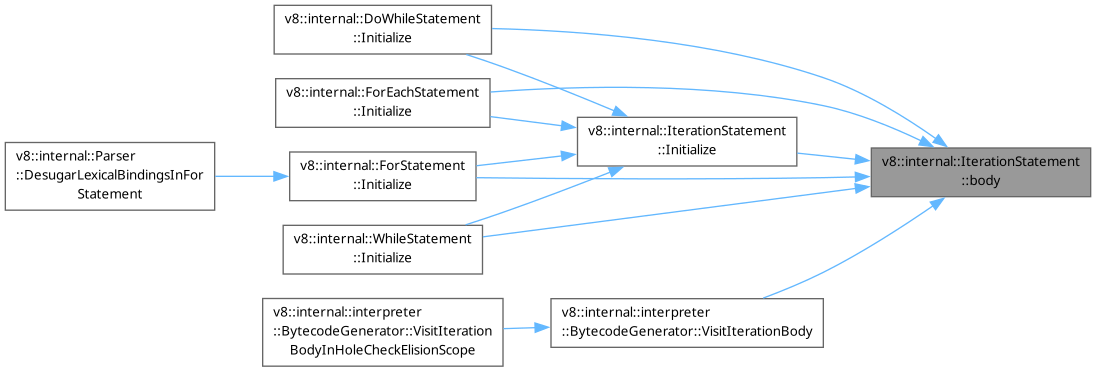 v8::internal::DoWhileStatement
::Initialize
v8::internal::ForEachStatement
::Initialize
v8::internal::IterationStatement
::Initialize
v8::internal::Parser
::DesugarLexicalBindingsInFor
Statement
v8::internal::ForStatement
::Initialize
v8::internal::IterationStatement
::body
v8::internal::WhileStatement
::Initialize
v8::internal::interpreter
::BytecodeGenerator::VisitIteration
BodyInHoleCheckElisionScope
v8::internal::interpreter
::BytecodeGenerator::VisitIterationBody